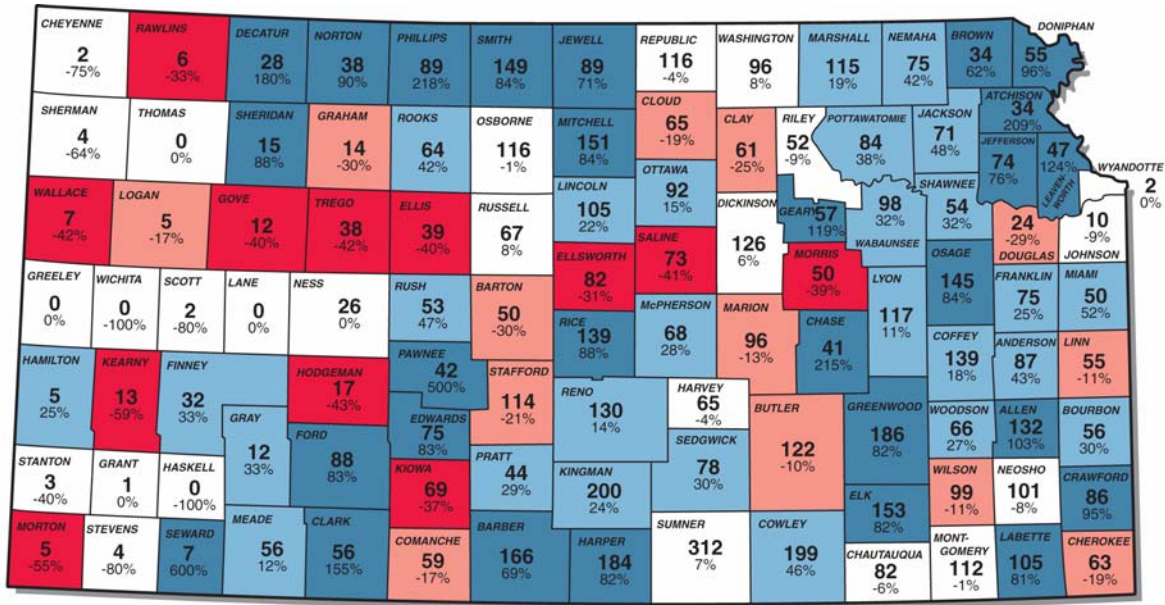 CHEYENNE
2
-75%
RAWLINS
6
-33%
DECATUR
28
180%
NORTON
38
90%
PHILLIPS
89
218%
SMITH
149
84%
JEWELL
89
71%
REPUBLIC
116
-4%
WASHINGTON
96
8%
MARSHALL
115
19%
NEMAHA
75
42%
BROWN
34
62%
DONIPHAN
55
96%
SHERMAN
4
-64%
THOMAS
0
0%
SHERIDAN
15
88%
GRAHAM
14
-30%
ROOKS
64
42%
OSBORNE
116
-1%
MITCHELL
151
84%
CLOUD
65
-19%
CLAY
61
-25%
RILEY
52
-9%
POTTAWATOMIE
84
38%
JACKSON
71
48%
ATCHISON
34
209%
JEFFERSON
74
76%
47
124%
LEAVEN-
WORTH
WYANDOTTE
2
0%
WALLACE
7
-42%
LOGAN
5
-17%
GOVE
12
-40%
TREGO
38
-42%
ELLIS
39
-40%
RUSSELL
67
8%
LINCOLN
105
22%
OTTAWA
92
15%
DICKINSON
126
6%
GEARY
57
119%
98
32%
WABAUNSEE
SHAWNEE
54
32%
24
-29%
DOUGLAS
10
-9%
JOHNSON
ELLSWORTH
82
-31%
SALINE
73
-41%
MORRIS
50
-39%
LYON
117
11%
OSAGE
145
84%
FRANKLIN
75
25%
MIAMI
50
52%
GREELEY
0
0%
WICHITA
0
-100%
SCOTT
2
-80%
LANE
0
0%
NESS
26
0%
RUSH
53
47%
BARTON
50
-30%
RICE
139
88%
McPHERSON
68
28%
MARION
96
-13%
CHASE
41
215%
COFFEY
139
18%
ANDERSON
87
43%
LINN
55
-11%
HAMILTON
5
25%
KEARNY
13
-59%
FINNEY
32
33%
HODGEMAN
17
-43%
PAWNEE
42
500%
STAFFORD
114
-21%
RENO
130
14%
HARVEY
65
-4%
BUTLER
122
-10%
GREENWOOD
186
82%
WOODSON
66
27%
ALLEN
132
103%
BOURBON
56
30%
GRAY
12
33%
FORD
88
83%
EDWARDS
75
83%
PRATT
44
29%
KINGMAN
200
24%
SEDGWICK
78
30%
STANTON
3
-40%
GRANT
1
0%
HASKELL
0
-100%
KIOWA
69
-37%
ELK
153
82%
WILSON
99
-11%
NEOSHO
101
-8%
CRAWFORD
86
95%
MORTON
5
-55%
STEVENS
4
-80%
SEWARD
7
600%
MEADE
56
12%
CLARK
56
155%
COMANCHE
59
-17%
BARBER
166
69%
HARPER
184
82%
SUMNER
312
7%
COWLEY
199
46%
CHAUTAUQUA
82
-6%
MONT-
GOMERY
112
-1%
LABETTE
105
81%
CHEROKEE
63
-19%